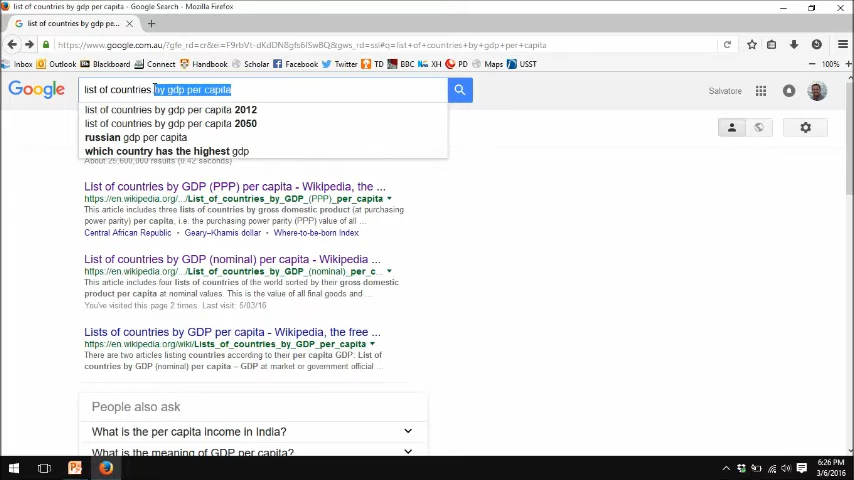 list of countries by gdp per capita - Google Search - Mozilla Firefox
list of countries by gdp pe...
https://www.google.com.au/?gfe_rd=cr&ei=F9rbVt-dKdDN8gfs6ISwBQ&gws_rd=ssl#q=list+of+countries+by+gdp+per+capita
Inbox Outlook Blackboard Connect Handbook Scholar Facebook Twitter TD BBC XH PD Maps USST 100%
Google list of countries by gdp per capita Salvatore
list of countries by gdp per capita 2012
list of countries by gdp per capita 2050
russian gdp per capita
which country has the highest gdp
About 25,600,000 results (0.42 seconds)
List of countries by GDP (PPP) per capita - Wikipedia, the ...
https://en.wikipedia.org/.../List_of_countries_by_GDP_(PPP)_per_capita
This article includes three lists of countries by gross domestic product (at purchasing
power parity) per capita, i.e. the purchasing power parity (PPP) value of all ...
Central African Republic • Geary–Khamis dollar • Where-to-be-born Index
List of countries by GDP (nominal) per capita - Wikipedia ...
https://en.wikipedia.org/.../List_of_countries_by_GDP_(nominal)_per_c...
This article includes four lists of countries of the world sorted by their gross domestic
product per capita at nominal values. This is the value of all final goods and ...
You've visited this page 2 times. Last visit: 5/03/16
Lists of countries by GDP per capita - Wikipedia, the free ...
https://en.wikipedia.org/wiki/Lists_of_countries_by_GDP_per_capita
There are two articles listing countries according to their per capita GDP: List of
countries by GDP (nominal) per capita – GDP at market or government official ...
People also ask
What is the per capita income in India?
What is the meaning of GDP per capita?
6:26 PM
3/6/2016